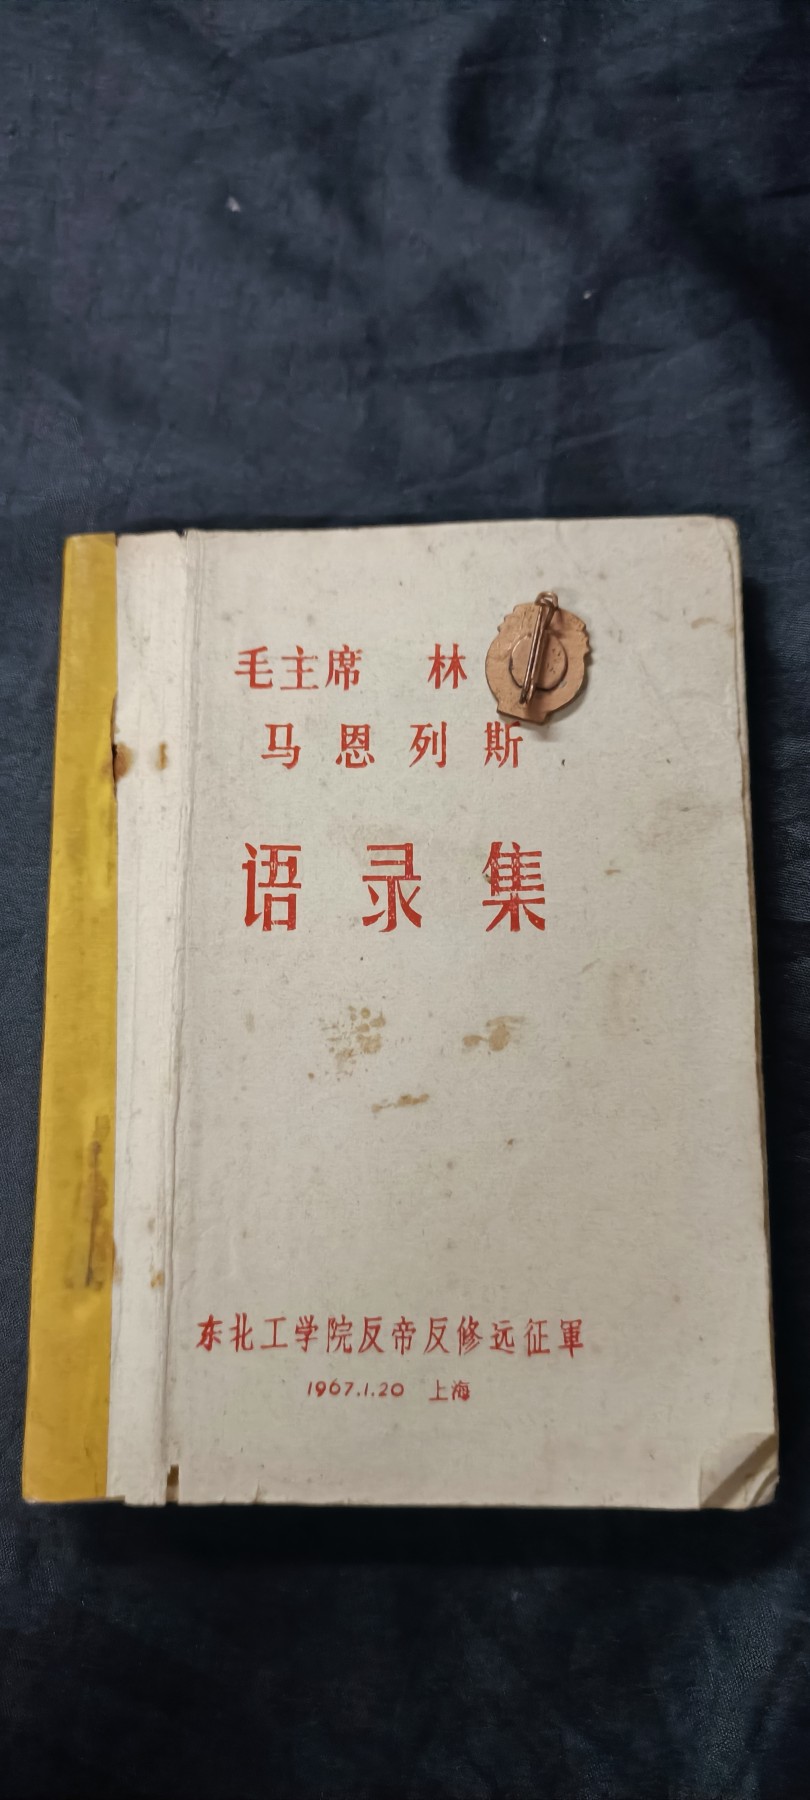 毛主席 林
马恩列斯
语录集
东北工学院反帝反修远征軍
1967.1.20 上海